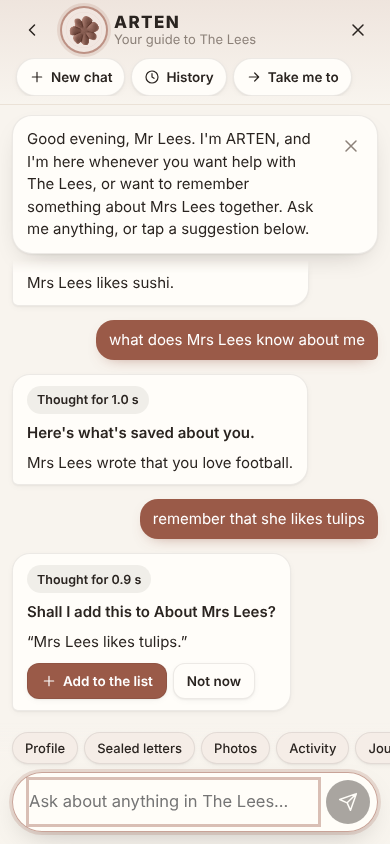 ARTEN
Your guide to The Lees
New chat
History
Take me to
Good evening, Mr Lees. I'm ARTEN, and
I'm here whenever you want help with
The Lees, or want to remember
something about Mrs Lees together. Ask
me anything, or tap a suggestion below.
Mrs Lees likes sushi.
what does Mrs Lees know about me
Thought for 1.0 s
Here's what's saved about you.
Mrs Lees wrote that you love football.
remember that she likes tulips
Thought for 0.9 s
Shall I add this to About Mrs Lees?
“Mrs Lees likes tulips.”
Add to the list
Not now
Profile
Sealed letters
Photos
Activity
Jou
Ask about anything in The Lees...